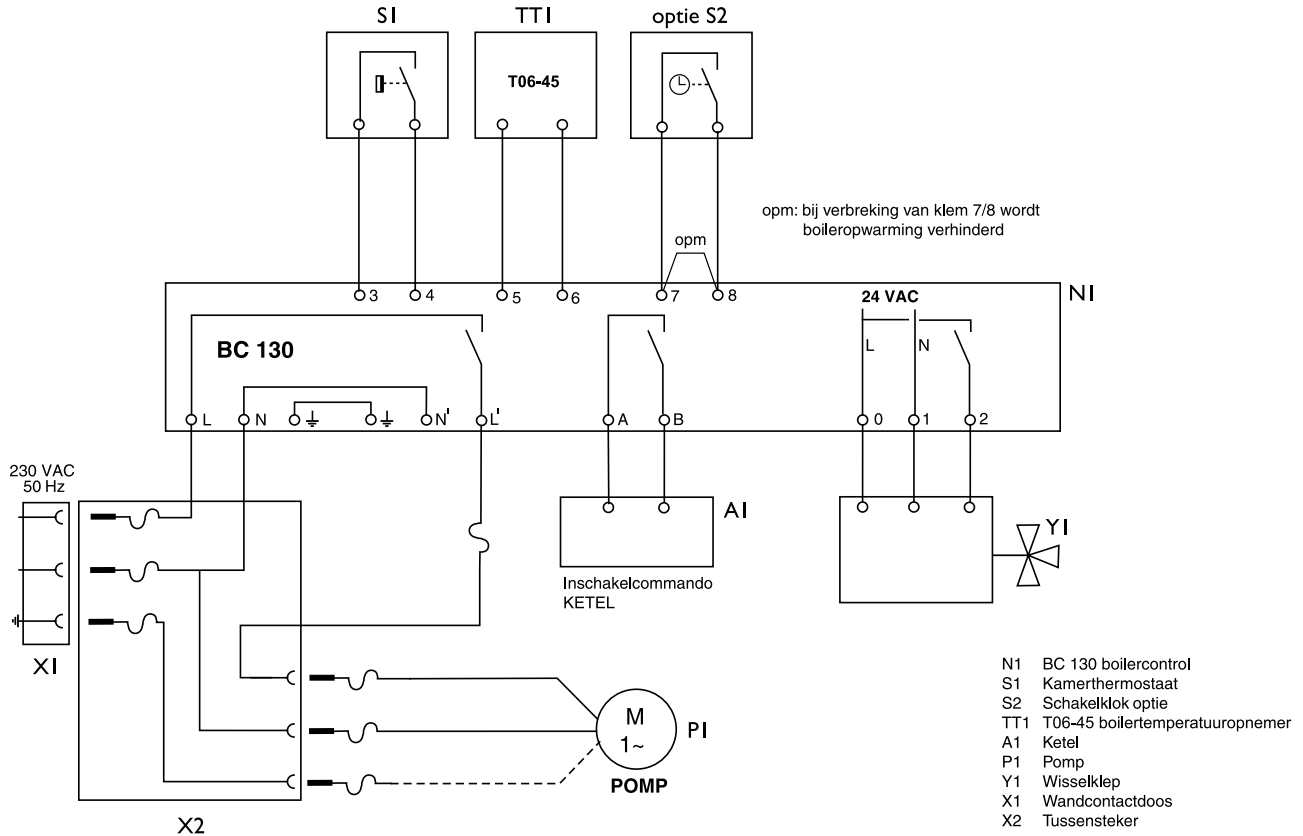 S1
TT1
optie S2
T06-45
opm: bij verbreking van klem 7/8 wordt
boileropwarming verhinderd
opm
3
4
5
6
7
8
24 VAC
N1
BC 130
L
N
L
N
N'
L'
A
B
0
1
2
230 VAC
50 Hz
A1
Y1
Inschakelcommando
KETEL
X1
M
1~
P1
POMP
X2
N1 BC 130 boilercontrol
S1 Kamerthermostaat
S2 Schakelklok optie
TT1 T06-45 boilertemperatuuropnemer
A1 Ketel
P1 Pomp
Y1 Wisselklep
X1 Wandcontactdoos
X2 Tussensteker